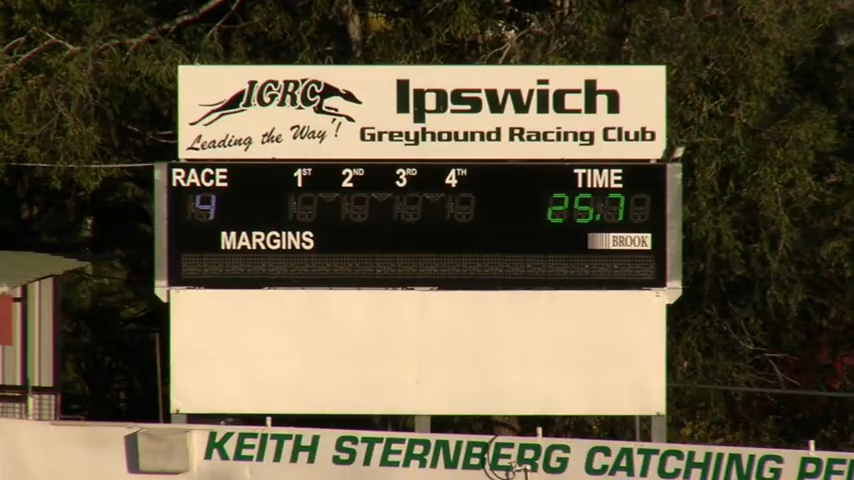 IGRC
Leading the Way'!
Ipswich
Greyhound Racing Club
RACE 1ST 2ND 3RD 4TH TIME
4 25.7
MARGINS BROOK
KEITH STERNBERG CATCHING PE